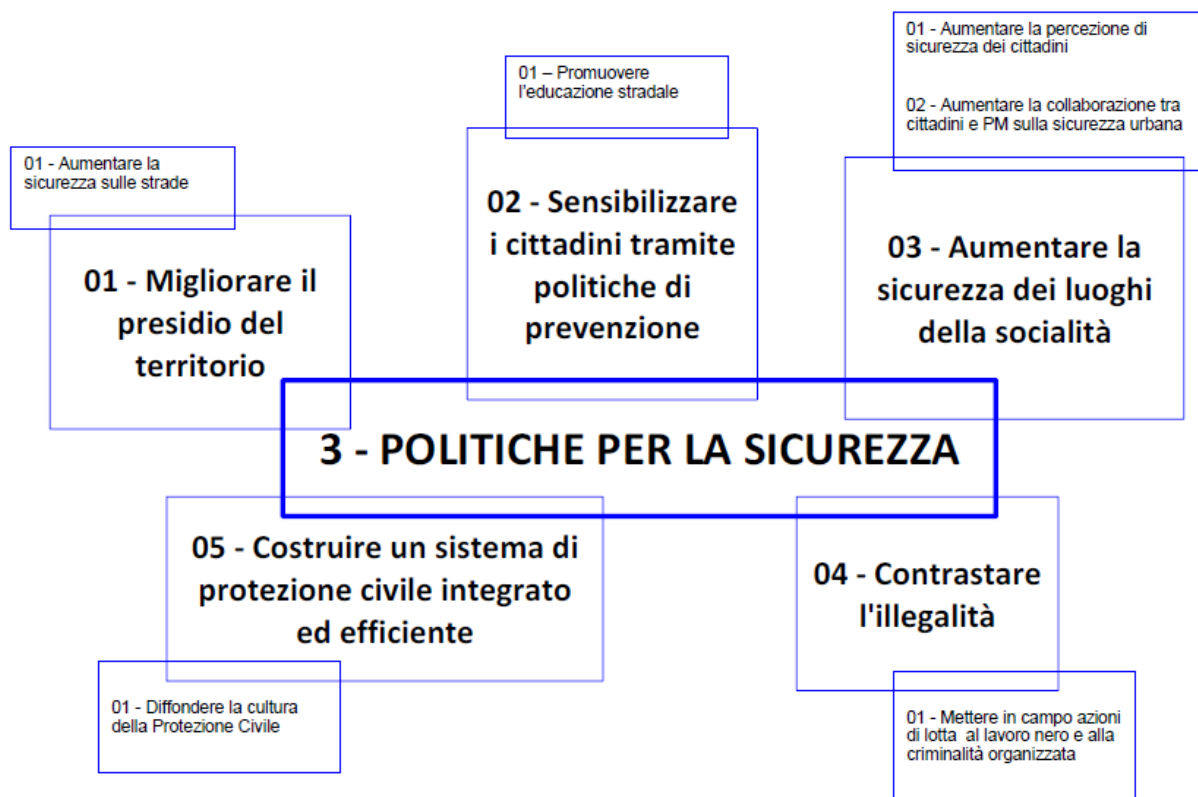 01 - Aumentare la
sicurezza sulle strade
01 - Migliorare il
presidio del
territorio
01 – Promuovere
l'educazione stradale
02 - Sensibilizzare
i cittadini tramite
politiche di
prevenzione
01 - Aumentare la percezione di
sicurezza dei cittadini
02 - Aumentare la collaborazione tra
cittadini e PM sulla sicurezza urbana
03 - Aumentare la
sicurezza dei luoghi
della socialità
3 - POLITICHE PER LA SICUREZZA
05 - Costruire un sistema di
protezione civile integrato
ed efficiente
01 - Diffondere la cultura
della Protezione Civile
04 - Contrastare
l'illegalità
01 - Mettere in campo azioni
di lotta al lavoro nero e alla
criminalità organizzata